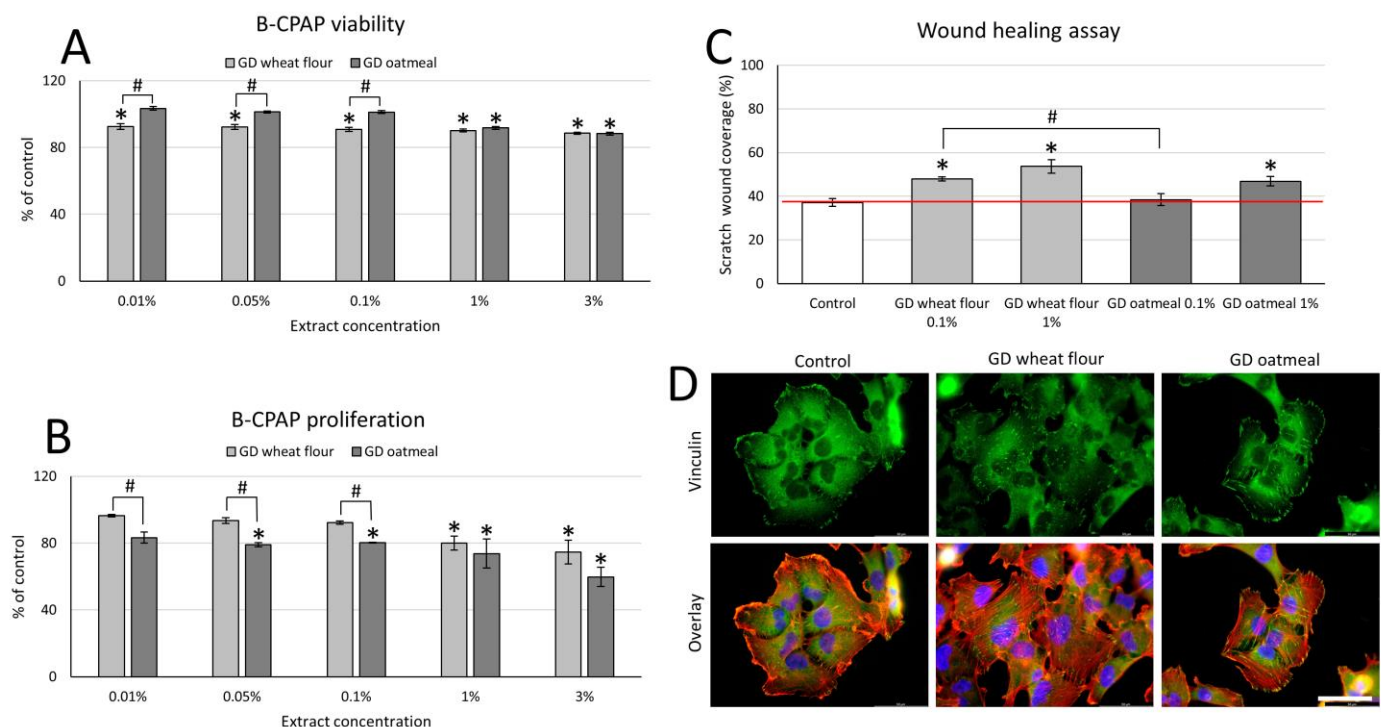 A
B-CPAP viability
GD wheat flour GD oatmeal
% of control
120
80
40
0
# # #
* * * * * * *
0.01% 0.05% 0.1% 1% 3%
Extract concentration
B
B-CPAP proliferation
GD wheat flour GD oatmeal
% of control
120
80
40
0
# # #
* * * * * *
0.01% 0.05% 0.1% 1% 3%
Extract concentration
C
Wound healing assay
Scratch wound coverage (%)
100
80
60
40
20
0
#
* * *
Control GD wheat flour GD wheat flour GD oatmeal 0.1% GD oatmeal 1%
0.1% 1%
D
Control GD wheat flour GD oatmeal
Vinculin
Overlay